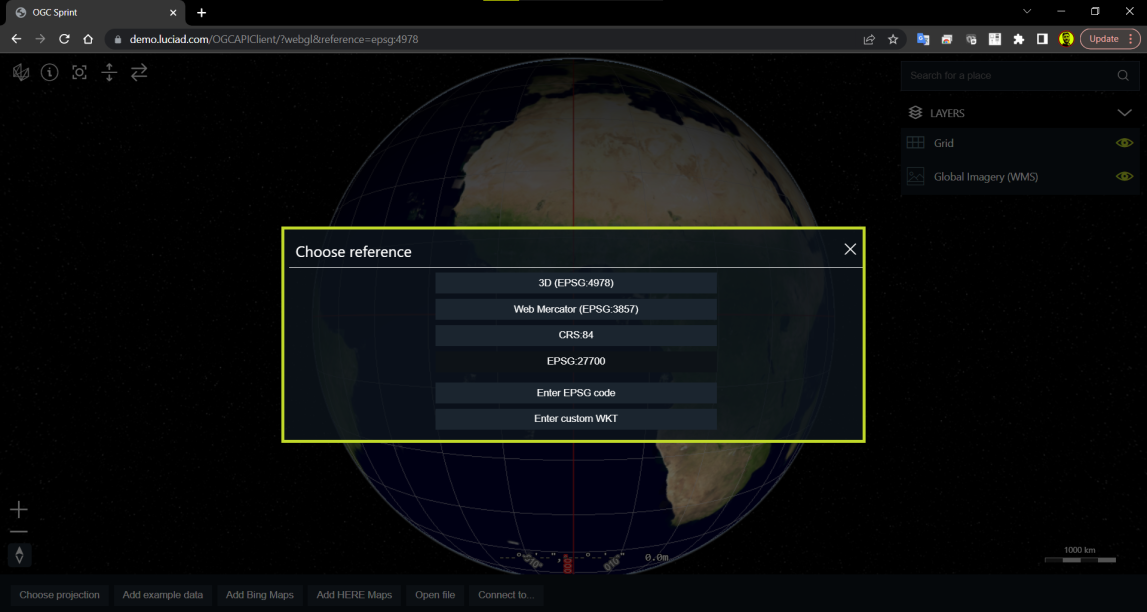 OGC Sprint
demo.luciad.com/OGCAPIClient/?webgl&reference=epsg:4978
Update
Search for a place
LAYERS
Grid
Global Imagery (WMS)
Choose reference
3D (EPSG:4978)
Web Mercator (EPSG:3857)
CRS:84
EPSG:27700
Enter EPSG code
Enter custom WKT
0.0m
1000 km
Choose projection
Add example data
Add Bing Maps
Add HERE Maps
Open file
Connect to...